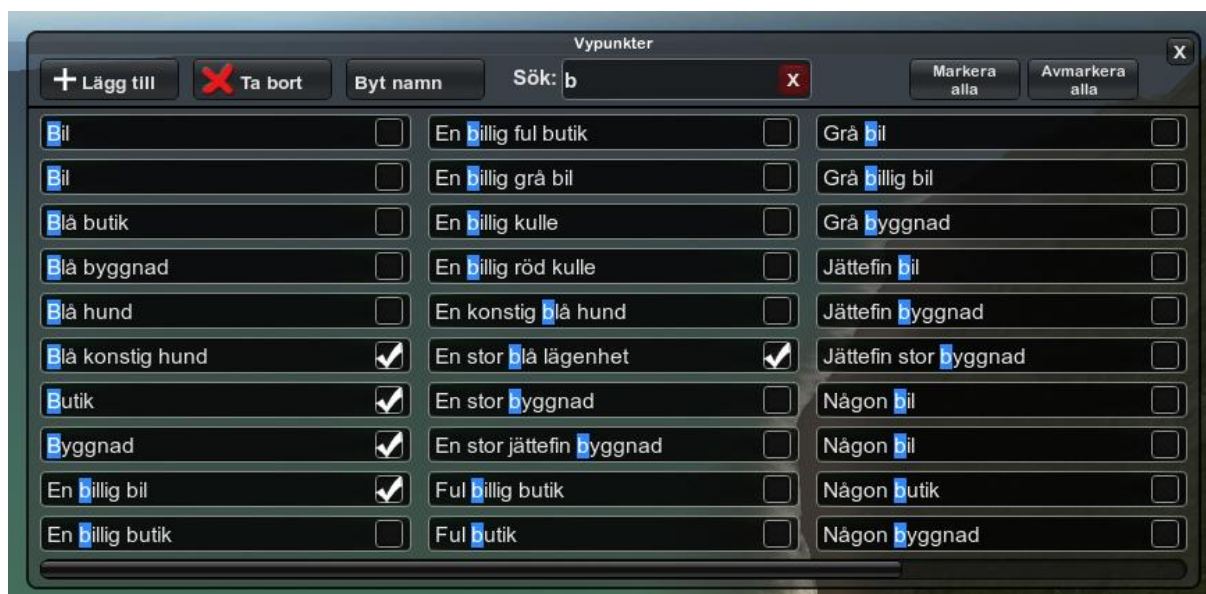 Vypunkter
X
Lägg till
Ta bort
Byt namn
Sök: b
X
Markera
alla
Avmarkera
alla
Bil
Bil
Blå butik
Blå byggnad
Blå hund
Blå konstig hund
Butik
Byggnad
En billig bil
En billig butik
En billig ful butik
En billig grå bil
En billig kulle
En billig röd kulle
En konstig blå hund
En stor blå lägenhet
En stor byggnad
En stor jättefin byggnad
Ful billig butik
Ful butik
Grå bil
Grå billig bil
Grå byggnad
Jättefin bil
Jättefin byggnad
Jättefin stor byggnad
Någon bil
Någon bil
Någon butik
Någon byggnad